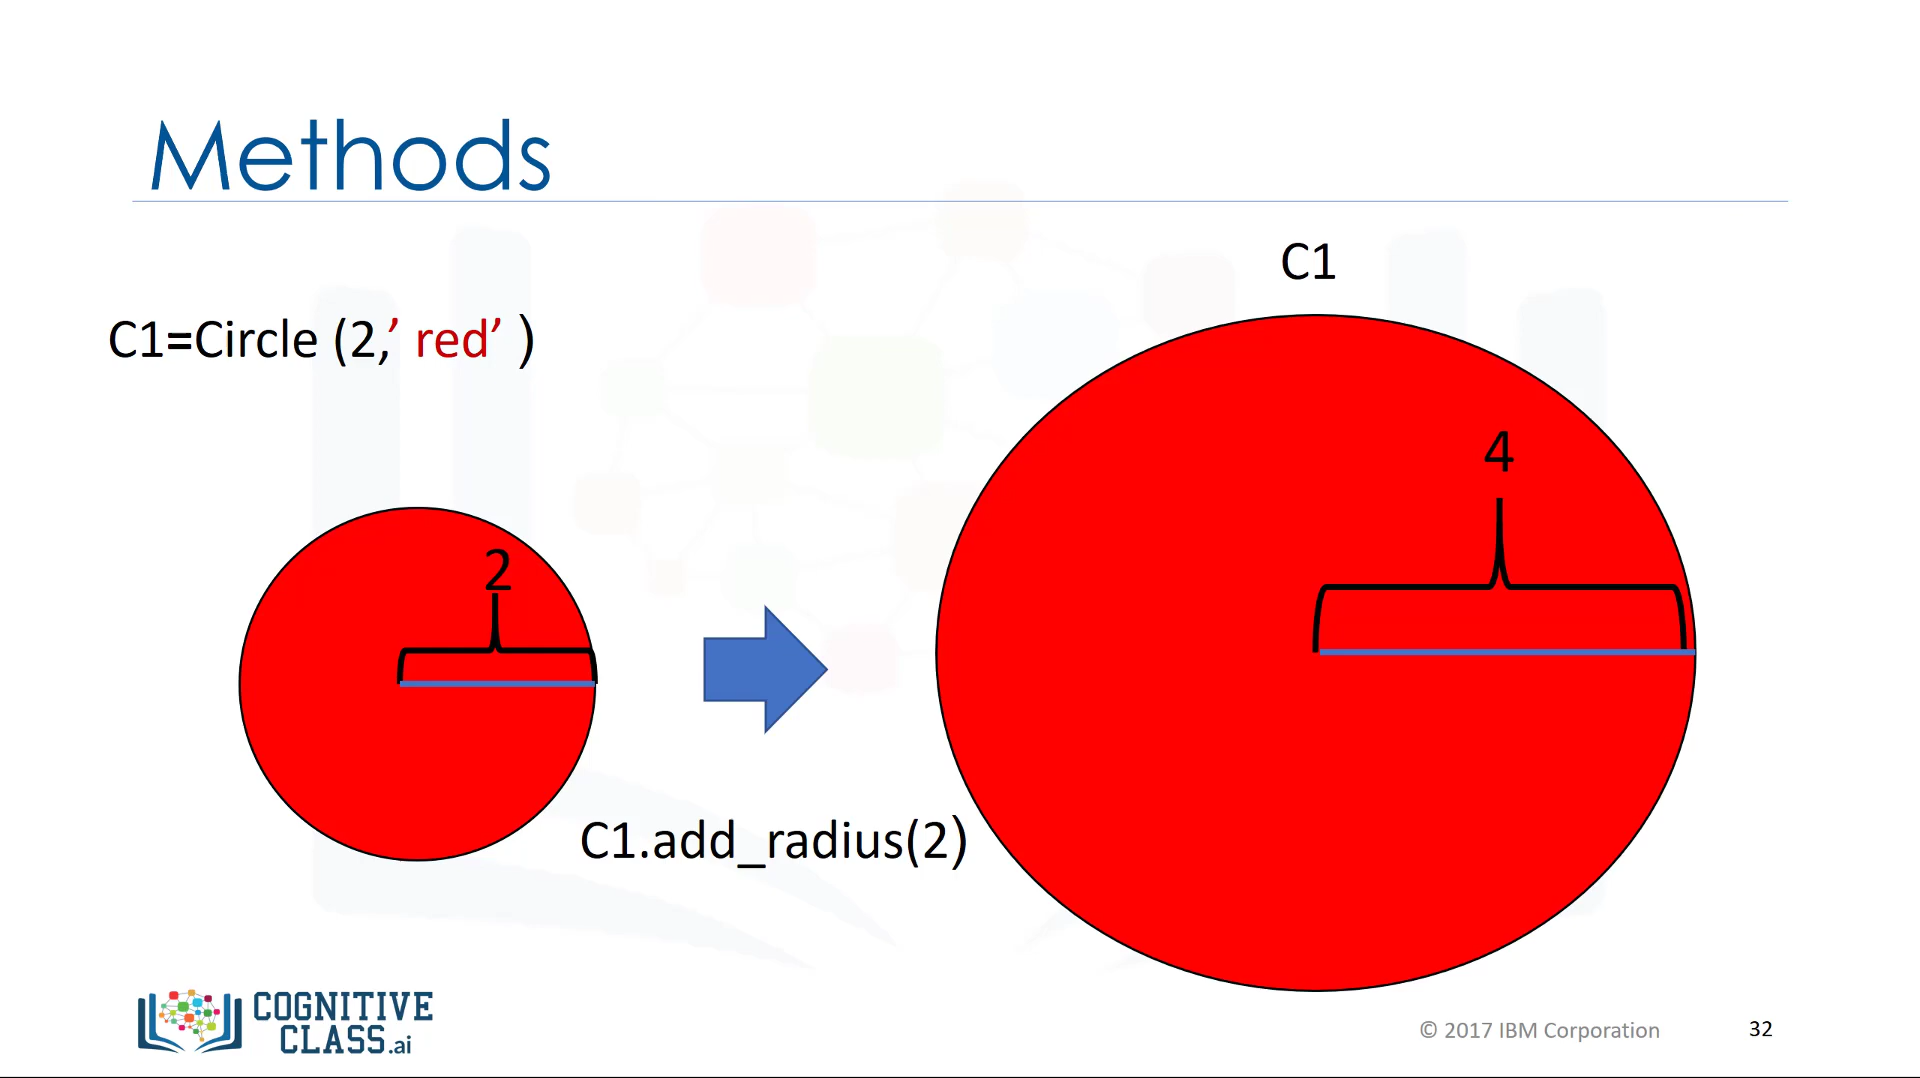 Methods
C1
C1=Circle (2,’ red’ )
4
2
C1.add_radius(2)
COGNITIVE
CLASS.ai
© 2017 IBM Corporation
32